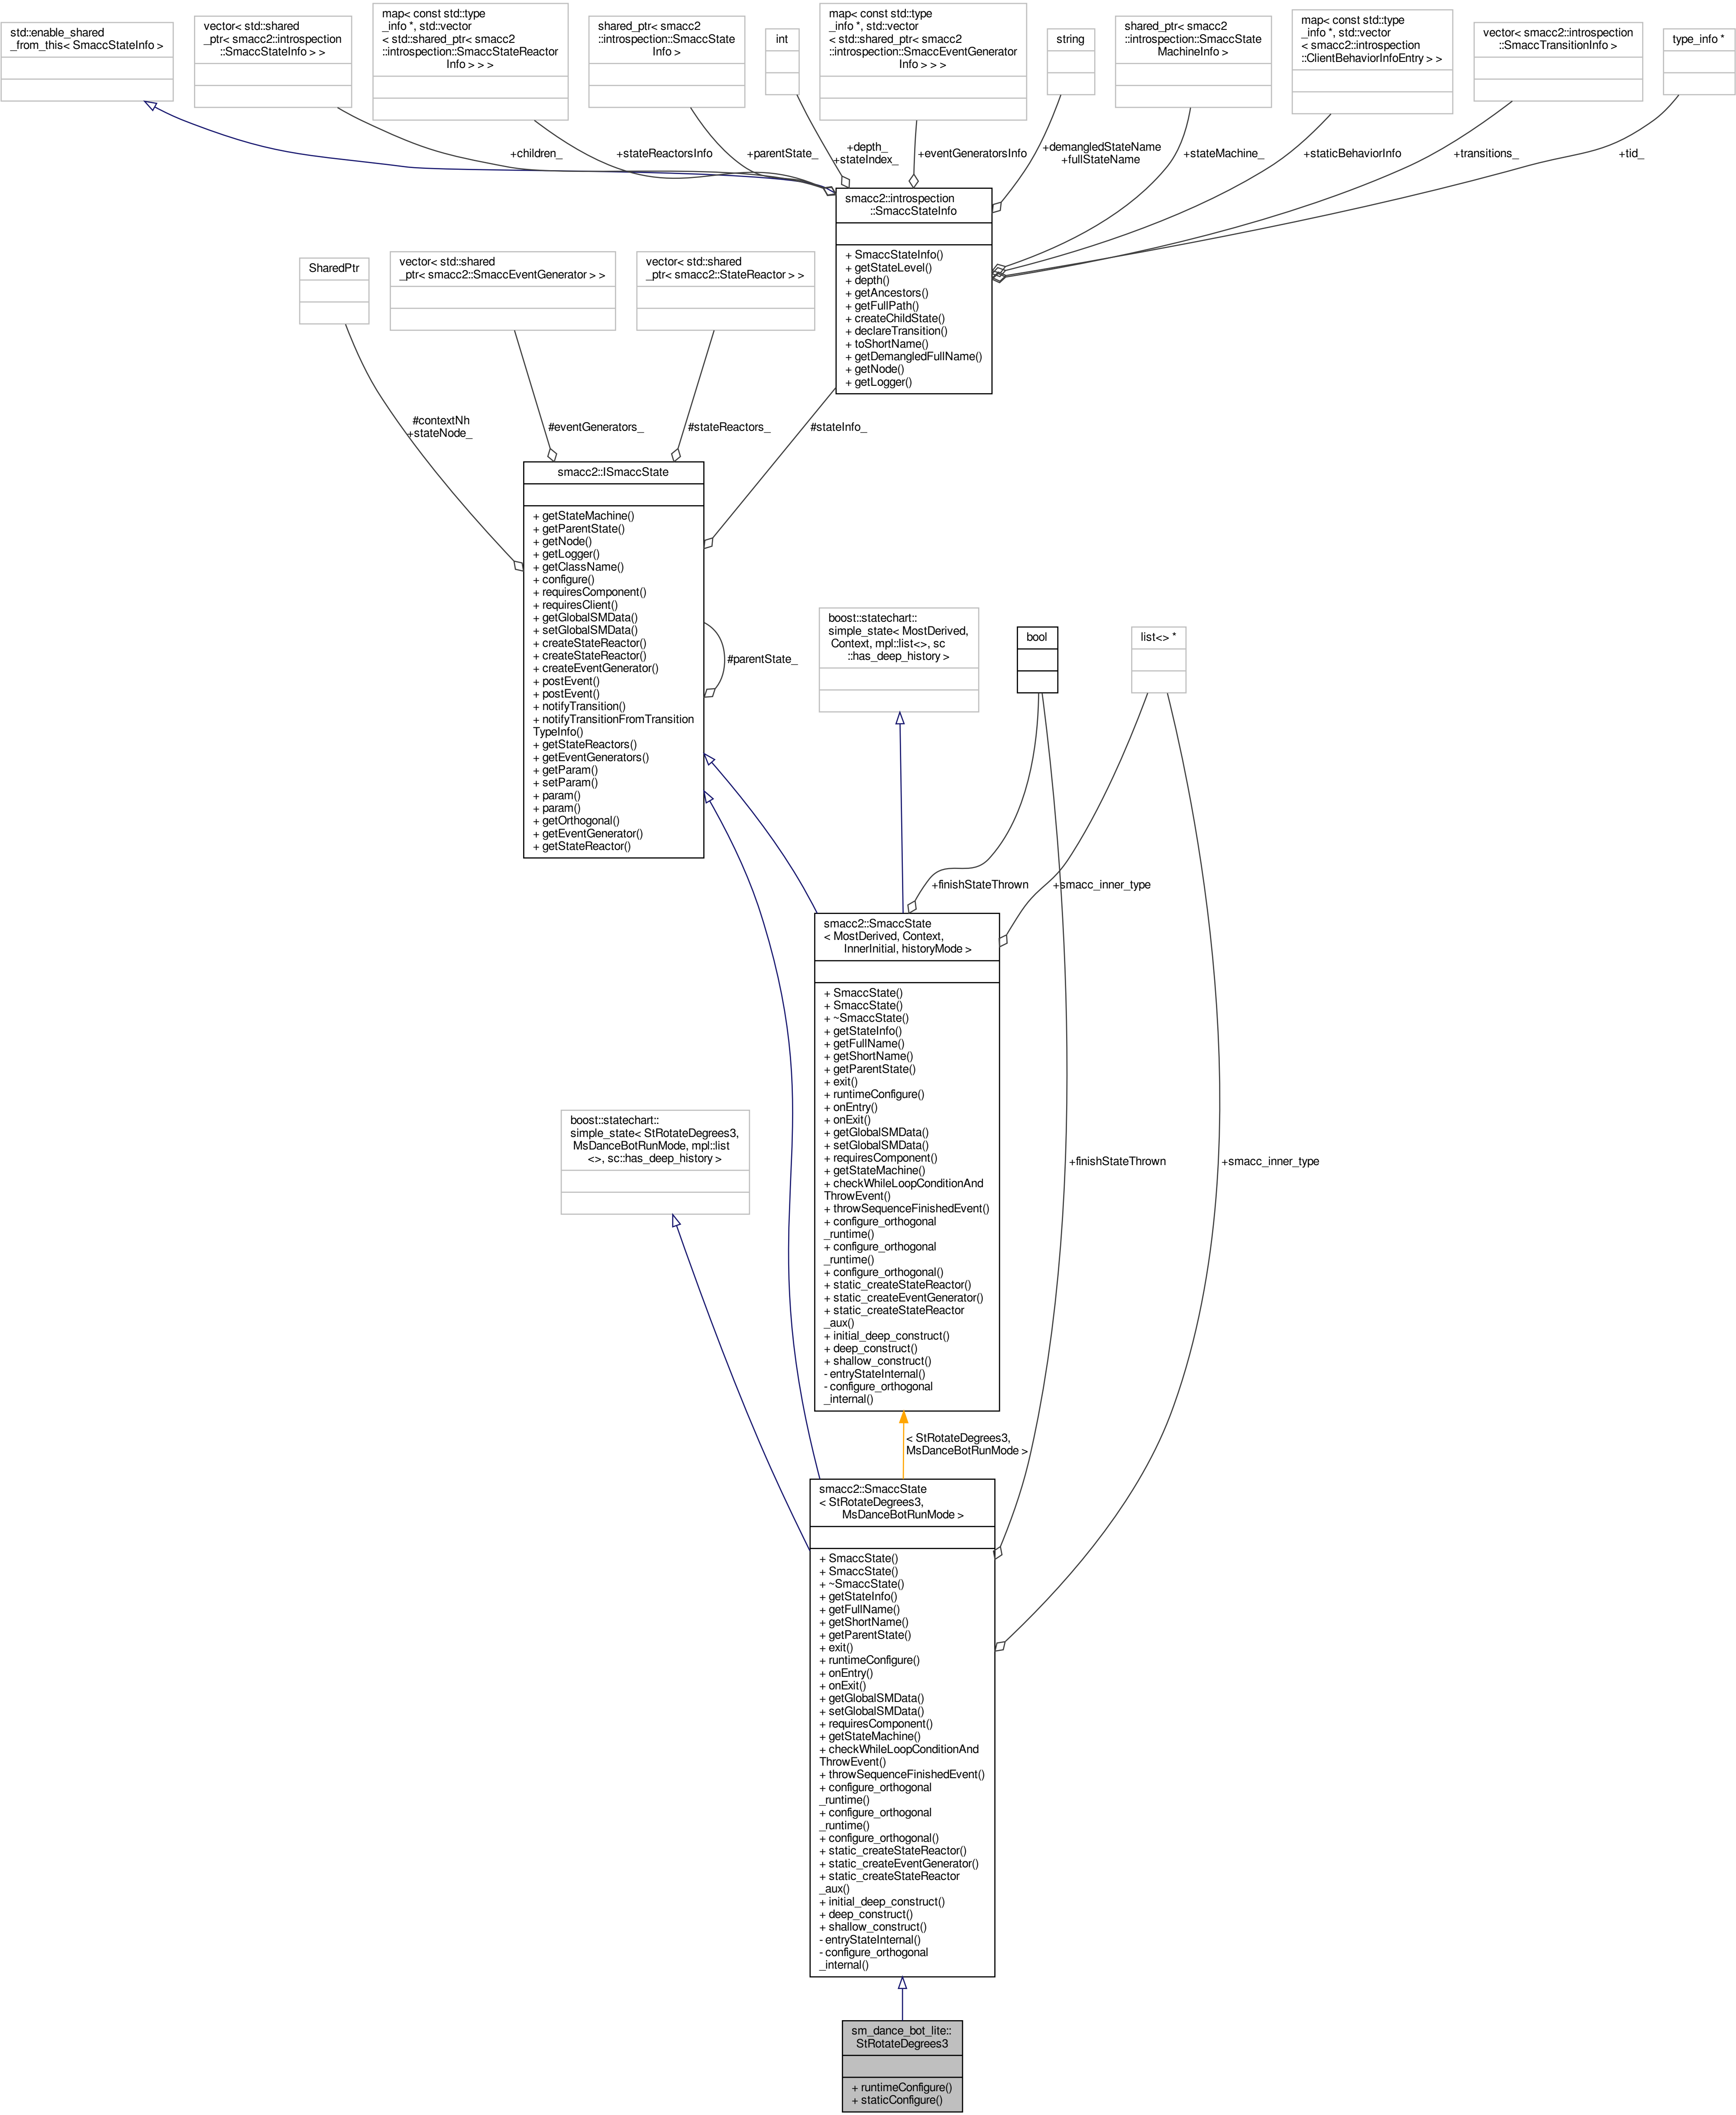 std::enable_shared
_from_this< SmaccStateInfo >
vector< std::shared
_ptr< smacc2::introspection
::SmaccStateInfo > >
map< const std::type
_info *, std::vector
< std::shared_ptr< smacc2
::introspection::SmaccStateReactor
Info > > >
shared_ptr< smacc2
::introspection::SmaccState
Info >
int
map< const std::type
_info *, std::vector
< std::shared_ptr< smacc2
::introspection::SmaccEventGenerator
Info > > >
string
shared_ptr< smacc2
::introspection::SmaccState
MachineInfo >
map< const std::type
_info *, std::vector
< smacc2::introspection
::ClientBehaviorInfoEntry > >
vector< smacc2::introspection
::SmaccTransitionInfo >
type_info *
+children_
+stateReactorsInfo
+parentState_
+depth_
+stateIndex_
+eventGeneratorsInfo
+demangledStateName
+fullStateName
+stateMachine_
+staticBehaviorInfo
+transitions_
+tid_
smacc2::introspection
::SmaccStateInfo
+ SmaccStateInfo()
+ getStateLevel()
+ depth()
+ getAncestors()
+ getFullPath()
+ createChildState()
+ declareTransition()
+ toShortName()
+ getDemangledFullName()
+ getNode()
+ getLogger()
SharedPtr
vector< std::shared
_ptr< smacc2::SmaccEventGenerator > >
vector< std::shared
_ptr< smacc2::StateReactor > >
#contextNh
+stateNode_
#eventGenerators_
#stateReactors_
#stateInfo_
smacc2::ISmaccState
+ getStateMachine()
+ getParentState()
+ getNode()
+ getLogger()
+ getClassName()
+ configure()
+ requiresComponent()
+ requiresClient()
+ getGlobalSMData()
+ setGlobalSMData()
+ createStateReactor()
+ createStateReactor()
+ createEventGenerator()
+ postEvent()
+ postEvent()
+ notifyTransition()
+ notifyTransitionFromTransition
TypeInfo()
+ getStateReactors()
+ getEventGenerators()
+ getParam()
+ setParam()
+ param()
+ param()
+ getOrthogonal()
+ getEventGenerator()
+ getStateReactor()
#parentState_
boost::statechart::
simple_state< MostDerived,
Context, mpl::list<>, sc
::has_deep_history >
bool
list<> *
+finishStateThrown
+smacc_inner_type
smacc2::SmaccState
< MostDerived, Context,
InnerInitial, historyMode >
+ SmaccState()
+ SmaccState()
+ ~SmaccState()
+ getStateInfo()
+ getFullName()
+ getShortName()
+ getParentState()
+ exit()
+ runtimeConfigure()
+ onEntry()
+ onExit()
+ getGlobalSMData()
+ setGlobalSMData()
+ requiresComponent()
+ getStateMachine()
+ checkWhileLoopConditionAnd
ThrowEvent()
+ throwSequenceFinishedEvent()
+ configure_orthogonal
_runtime()
+ configure_orthogonal
_runtime()
+ configure_orthogonal()
+ static_createStateReactor()
+ static_createEventGenerator()
+ static_createStateReactor
_aux()
+ initial_deep_construct()
+ deep_construct()
+ shallow_construct()
- entryStateInternal()
- configure_orthogonal
_internal()
boost::statechart::
simple_state< StRotateDegrees3,
MsDanceBotRunMode, mpl::list
<>, sc::has_deep_history >
+finishStateThrown
+smacc_inner_type
< StRotateDegrees3,
MsDanceBotRunMode >
smacc2::SmaccState
< StRotateDegrees3,
MsDanceBotRunMode >
+ SmaccState()
+ SmaccState()
+ ~SmaccState()
+ getStateInfo()
+ getFullName()
+ getShortName()
+ getParentState()
+ exit()
+ runtimeConfigure()
+ onEntry()
+ onExit()
+ getGlobalSMData()
+ setGlobalSMData()
+ requiresComponent()
+ getStateMachine()
+ checkWhileLoopConditionAnd
ThrowEvent()
+ throwSequenceFinishedEvent()
+ configure_orthogonal
_runtime()
+ configure_orthogonal
_runtime()
+ configure_orthogonal()
+ static_createStateReactor()
+ static_createEventGenerator()
+ static_createStateReactor
_aux()
+ initial_deep_construct()
+ deep_construct()
+ shallow_construct()
- entryStateInternal()
- configure_orthogonal
_internal()
sm_dance_bot_lite::
StRotateDegrees3
+ runtimeConfigure()
+ staticConfigure()